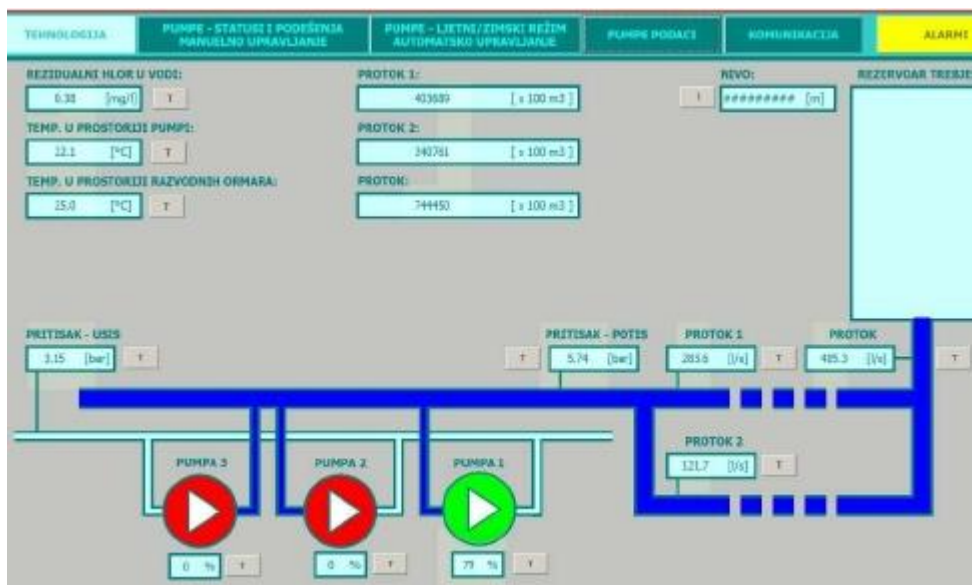 TEHNOLOGIJA
PUMPE - STATUSI I PODEŠENJA
MANUELNO UPRAVLJANJE
PUMPE - LJETNI/ZIMSKI REŽIM
AUTOMATSKO UPRAVLJANJE
PUMPE PODACI
KOMUNIKACIJA
ALARMI
REZIDUALNI HLOR U VODI:
0.38 [mg/l] T
TEMP. U PROSTORIJI PUMPI:
12.1 [°C] T
TEMP. U PROSTORIJI RAZVODNIH ORMARA:
25.0 [°C] T
PROTOK 1:
403689 [ x 100 m3 ]
PROTOK 2:
340761 [ x 100 m3 ]
PROTOK:
744450 [ x 100 m3 ]
NIVO:
T ######### [m]
REZERVOAR TREBJE
PRITISAK - USIS
3.15 [bar] T
PRITISAK - POTIS
T 5.74 [bar]
PROTOK 1
283.6 [l/s] T
PROTOK
405.3 [l/s] T
PROTOK 2
121.7 [l/s] T
PUMPA 3
0 % T
PUMPA 2
0 % T
PUMPA 1
% T